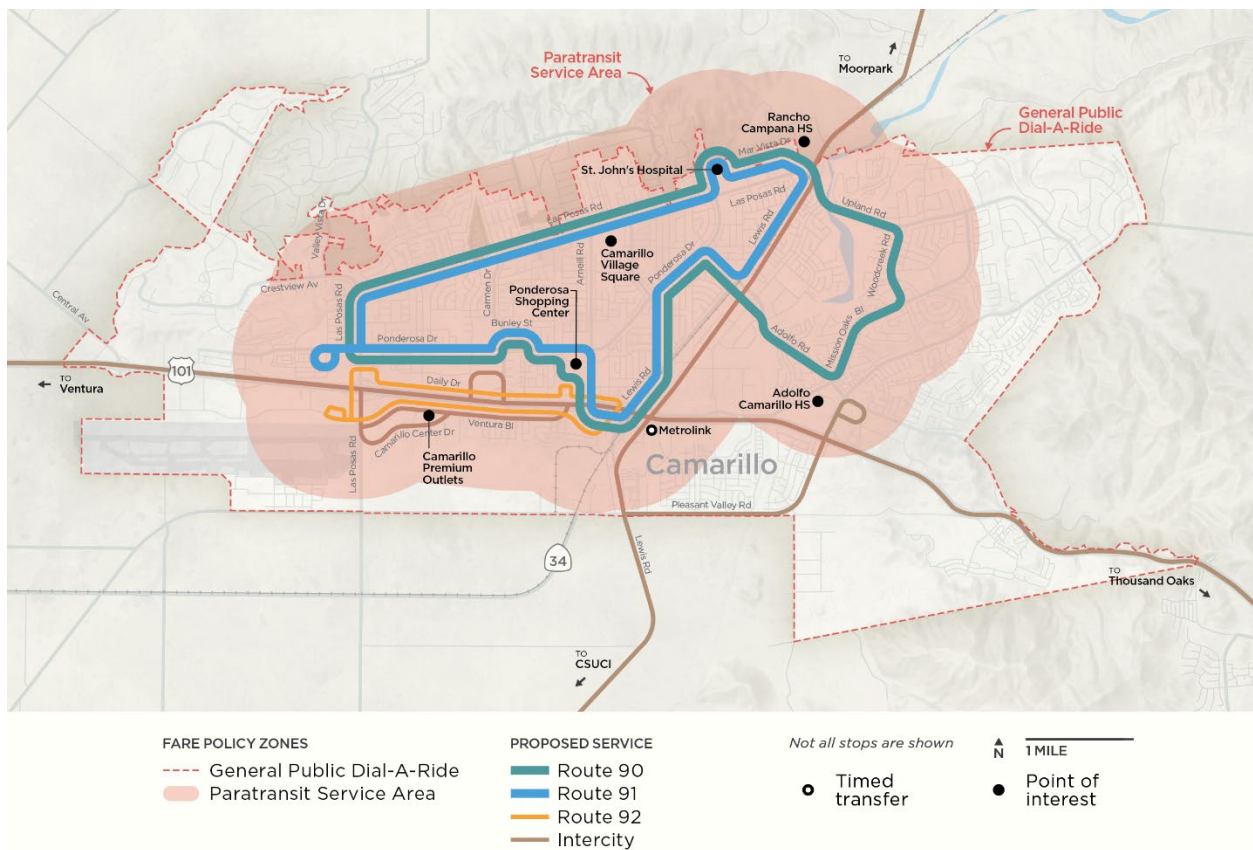 Paratransit
Service Area
TO
Moorpark
General Public
Dial-A-Ride
Rancho
Campana HS
Mar Vista Dr
St. John's Hospital
Las Posas Rd
Las Posas Rd
Upland Rd
Valley Vista Dr
Lewis Rd
Ponderosa Dr
Woodcreek Rd
Camarillo
Village
Square
Arneill Rd
Crestview Av
Carmen Dr
Central Av
Ponderosa
Shopping
Center
Las Posas Rd
Bunley St
Ponderosa Dr
Mission Oaks Bl
Adolfo Rd
101
TO
Ventura
Daily Dr
Lewis Rd
Adolfo
Camarillo HS
Ventura Bl
Camarillo Center Dr
Metrolink
Camarillo
Premium
Outlets
Las Posas Rd
Camarillo
Pleasant Valley Rd
34
Lewis Rd
TO
Thousand Oaks
TO
CSUCI
FARE POLICY ZONES
General Public Dial-A-Ride
Paratransit Service Area
PROPOSED SERVICE
Route 90
Route 91
Route 92
Intercity
Not all stops are shown
N
1 MILE
Timed
transfer
Point of
interest